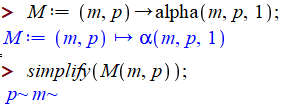 > M := (m, p) → alpha(m, p, 1);
M := (m, p) ↦ α(m, p, 1)
> simplify(M(m, p));
p~ m~